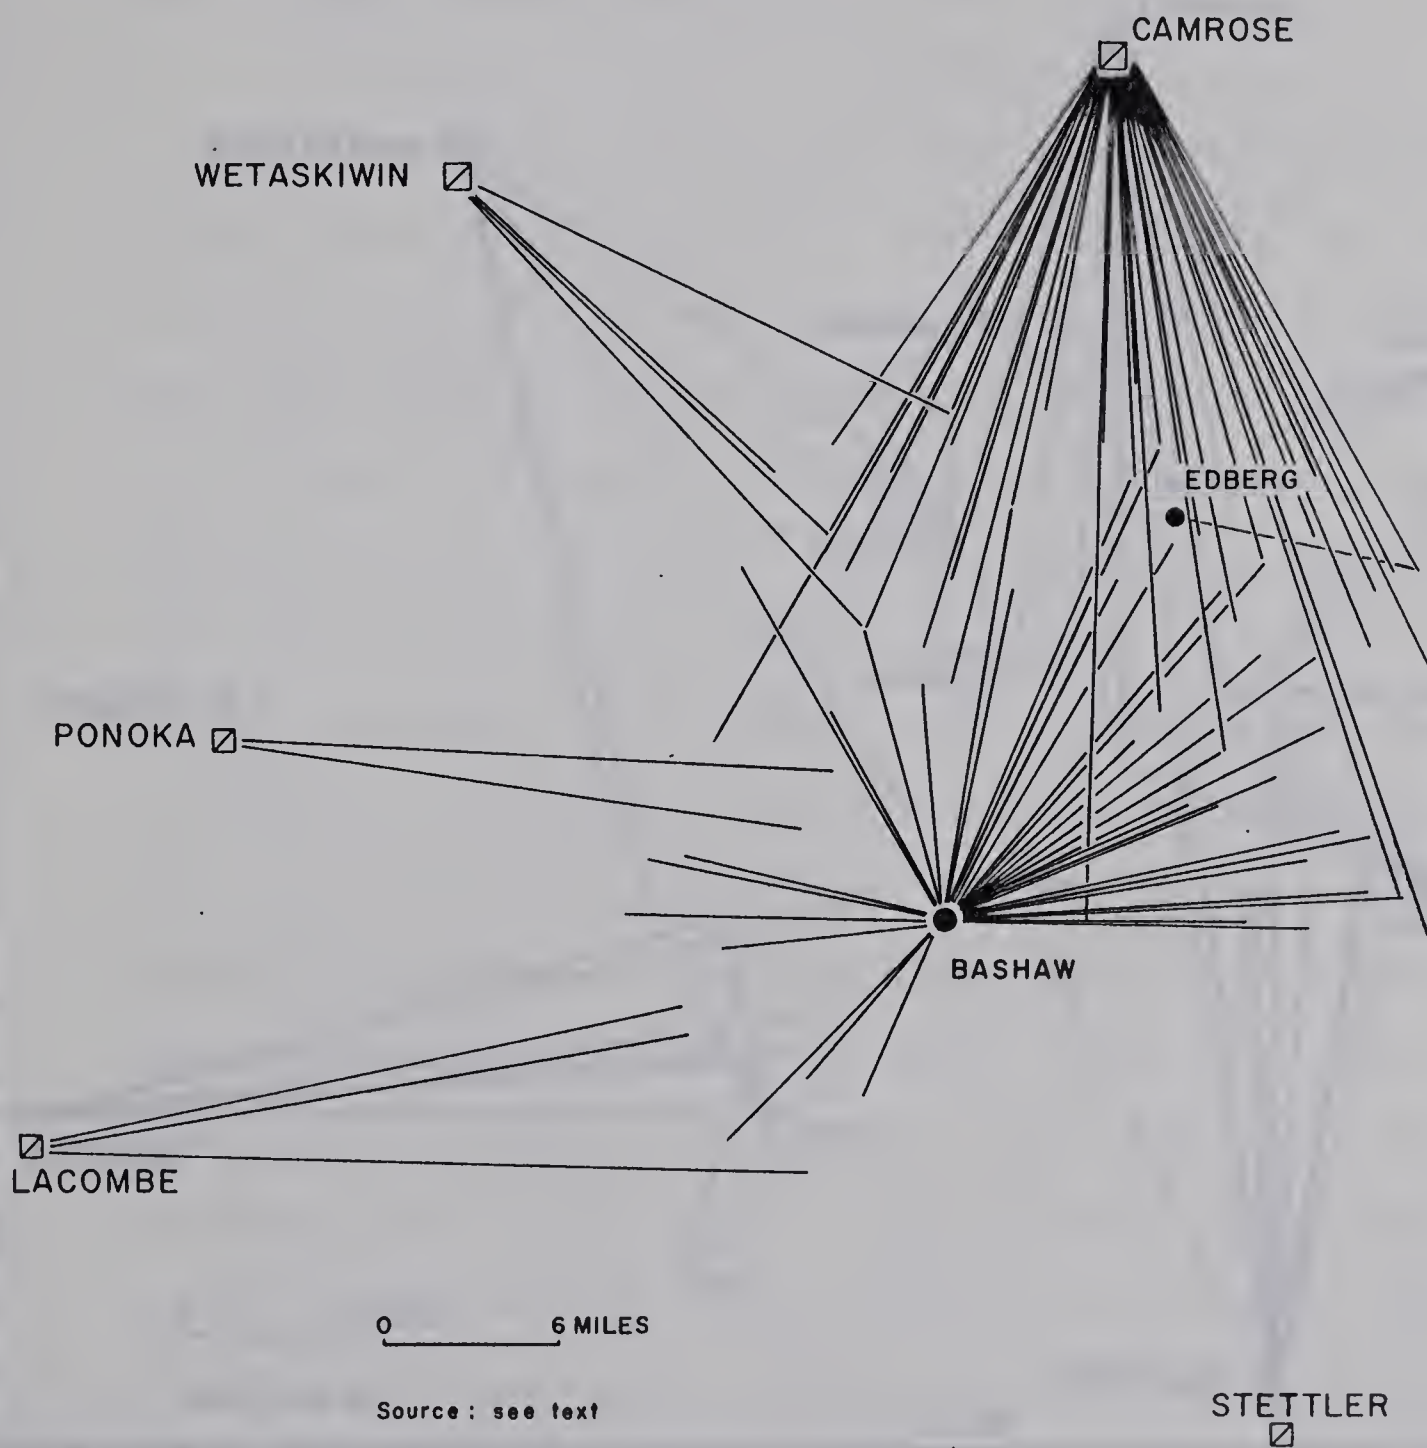 CAMROSE
WETASKIWIN
EDBERG
PONOKA
BASHAW
LACOMBE
0 6 MILES
Source : see text
STETTLER